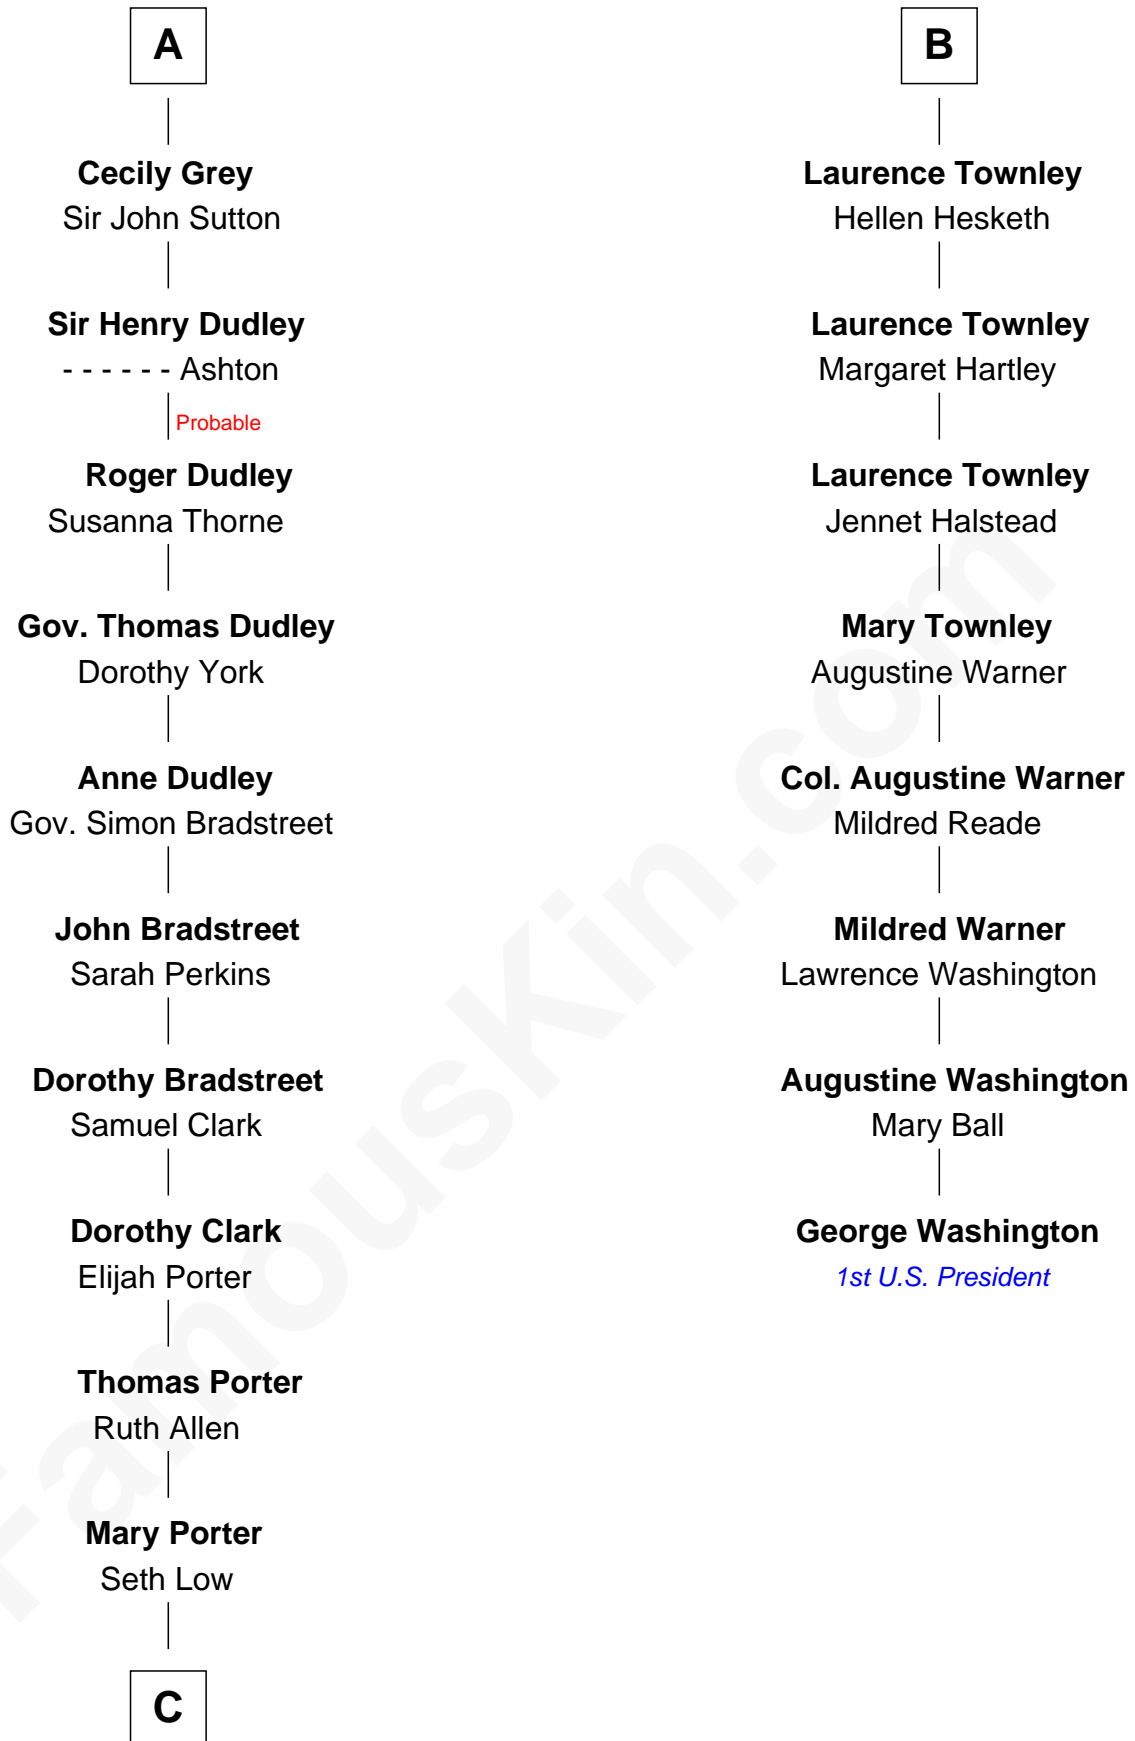 A
Cecily Grey
Sir John Sutton
Sir Henry Dudley
- - - - - - Ashton
Probable
Roger Dudley
Susanna Thorne
Gov. Thomas Dudley
Dorothy York
Anne Dudley
Gov. Simon Bradstreet
John Bradstreet
Sarah Perkins
Dorothy Bradstreet
Samuel Clark
Dorothy Clark
Elijah Porter
Thomas Porter
Ruth Allen
Mary Porter
Seth Low
C
B
Laurence Townley
Hellen Hesketh
Laurence Townley
Margaret Hartley
Laurence Townley
Jennet Halstead
Mary Townley
Augustine Warner
Col. Augustine Warner
Mildred Reade
Mildred Warner
Lawrence Washington
Augustine Washington
Mary Ball
George Washington
1st U.S. President
FamousKin.com